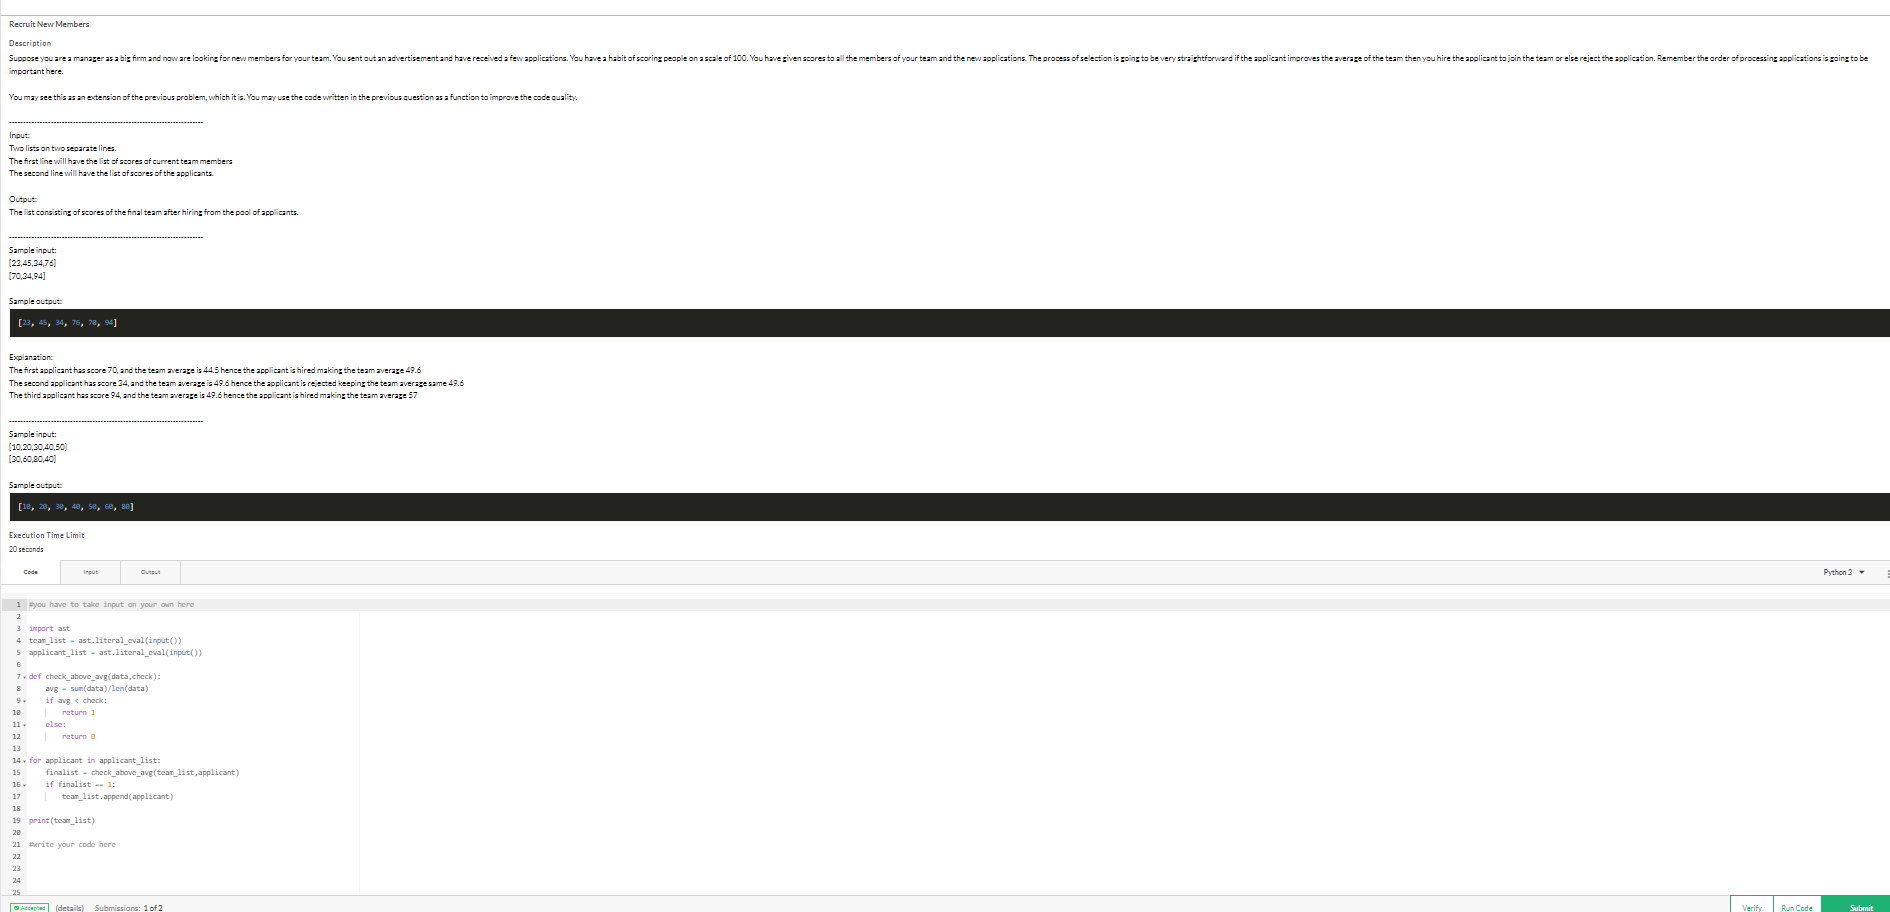 Recruit New Members
Description
Suppose you are a manager as a big firm and now are looking for new members for your team. You sent out an advertisement and have received a few applications. You have a habit of scoring people on a scale of 100. You have given scores to all the members of your team and the new applications. The process of selection is going to be very straightforward if the applicant improves the average of the team then you hire the applicant to join the team or else reject the application. Remember the order of processing applications is going to be
important here.
You may see this as an extension of the previous problem, which it is. You may use the code written in the previous question as a function to improve the code quality.
----------------------------------------------------------------------
Input:
Two lists on two separate lines.
The first line will have the list of scores of current team members
The second line will have the list of scores of the applicants.
Output:
The list consisting of scores of the final team after hiring from the pool of applicants.
----------------------------------------------------------------------
Sample input:
[23,45,34,76]
[70,34,94]
Sample output:
[23, 45, 34, 76, 70, 94]
Explanation:
The first applicant has score 70, and the team average is 44.5 hence the applicant is hired making the team average 49.6
The second applicant has score 34, and the team average is 49.6 hence the applicant is rejected keeping the team average same 49.6
The third applicant has score 94, and the team average is 49.6 hence the applicant is hired making the team average 57
----------------------------------------------------------------------
Sample input:
[10,20,30,40,50]
[30,60,80,40]
Sample output:
[10, 20, 30, 40, 50, 60, 80]
Execution Time Limit
20 seconds
Code Input Output Python 3
1 #you have to take input on your own here
2
3 import ast
4 team_list = ast.literal_eval(input())
5 applicant_list = ast.literal_eval(input())
6
7 def check_above_avg(data,check):
8 avg = sum(data)/len(data)
9 if avg < check:
10 return 1
11 else:
12 return 0
13
14 for applicant in applicant_list:
15 finalist = check_above_avg(team_list,applicant)
16 if finalist == 1:
17 team_list.append(applicant)
18
19 print(team_list)
20
21 #write your code here
22
23
24
25
Accepted (details) Submissions: 1 of 2 Verify Run Code Submit